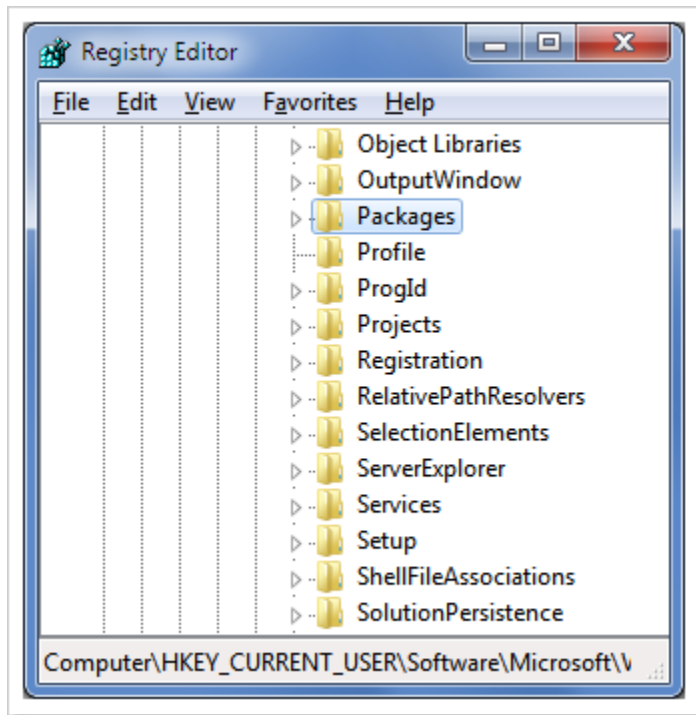 Registry Editor
File Edit View Favorites Help
Object Libraries
OutputWindow
Packages
Profile
ProgId
Projects
Registration
RelativePathResolvers
SelectionElements
ServerExplorer
Services
Setup
ShellFileAssociations
SolutionPersistence
Computer\HKEY_CURRENT_USER\Software\Microsoft\